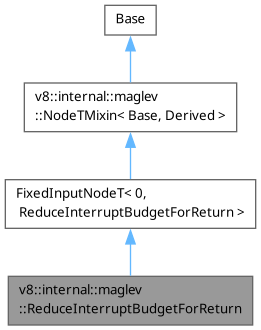 Base
v8::internal::maglev
::NodeTMixin< Base, Derived >
FixedInputNodeT< 0,
ReduceInterruptBudgetForReturn >
v8::internal::maglev
::ReduceInterruptBudgetForReturn